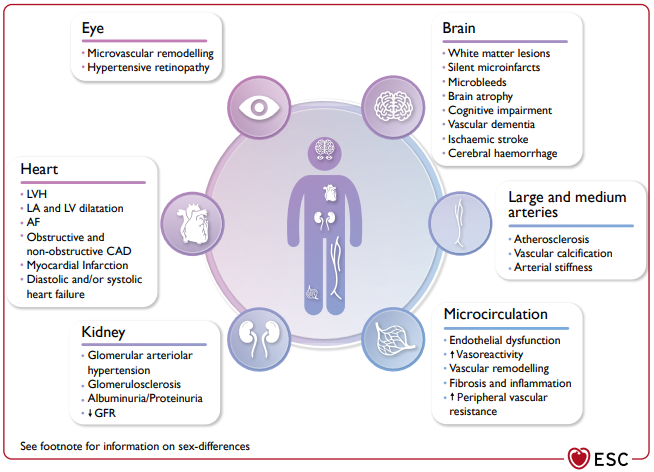 Eye
• Microvascular remodelling
• Hypertensive retinopathy
Brain
• White matter lesions
• Silent microinfarcts
• Microbleeds
• Brain atrophy
• Cognitive impairment
• Vascular dementia
• Ischaemic stroke
• Cerebral haemorrhage
Heart
• LVH
• LA and LV dilatation
• AF
• Obstructive and
non-obstructive CAD
• Myocardial Infarction
• Diastolic and/or systolic
heart failure
Large and medium
arteries
• Atherosclerosis
• Vascular calcification
• Arterial stiffness
Kidney
• Glomerular arteriolar
hypertension
• Glomerulosclerosis
• Albuminuria/Proteinuria
• ↓ GFR
Microcirculation
• Endothelial dysfunction
• ↑ Vasoreactivity
• Vascular remodelling
• Fibrosis and inflammation
• ↑ Peripheral vascular
resistance
See footnote for information on sex-differences
ESC